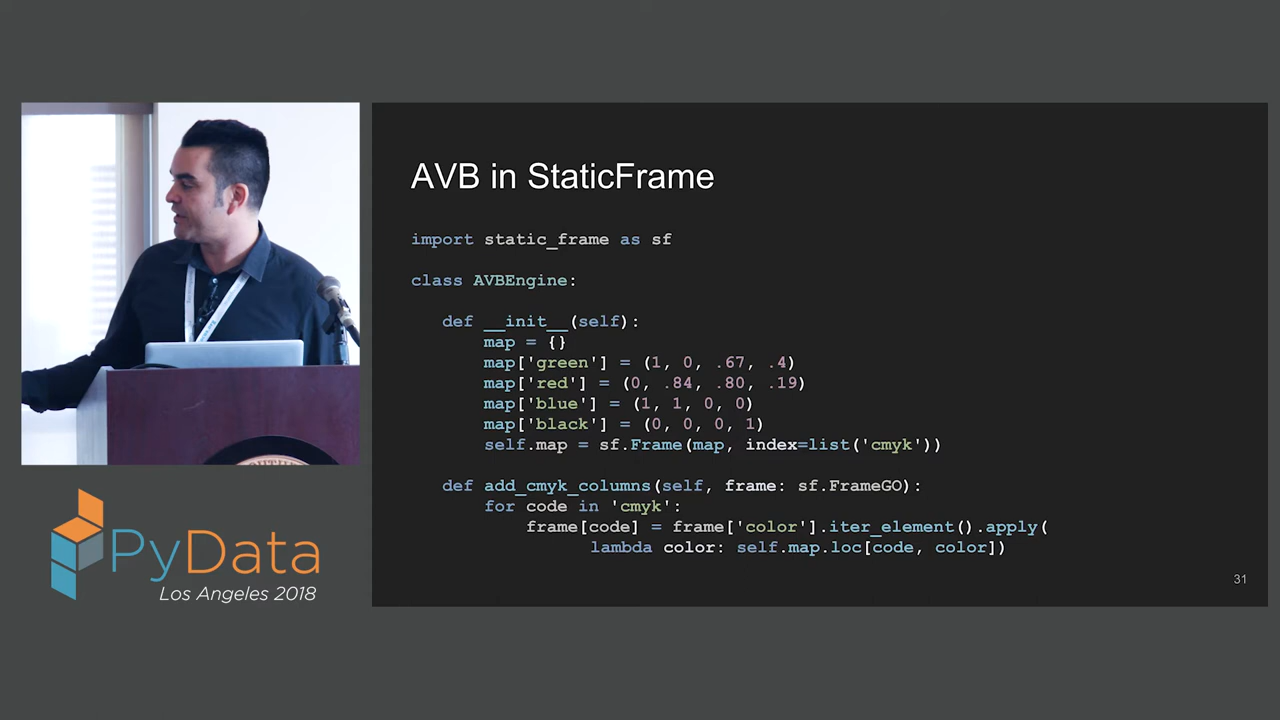 AVB in StaticFrame
import static_frame as sf
class AVBEngine:
def __init__(self):
map = {}
map['green'] = (1, 0, .67, .4)
map['red'] = (0, .84, .80, .19)
map['blue'] = (1, 1, 0, 0)
map['black'] = (0, 0, 0, 1)
self.map = sf.Frame(map, index=list('cmyk'))
def add_cmyk_columns(self, frame: sf.FrameGO):
for code in 'cmyk':
frame[code] = frame['color'].iter_element().apply(
lambda color: self.map.loc[code, color])
31
PyData
Los Angeles 2018